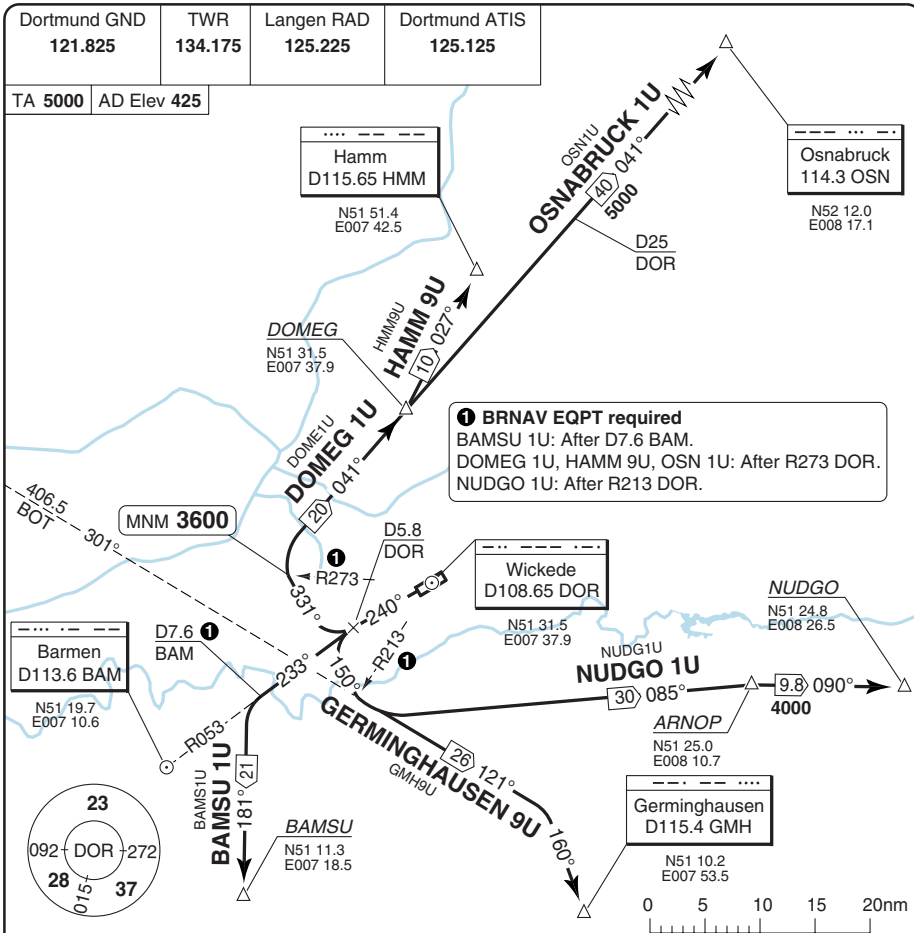 Dortmund GND
121.825
TWR
134.175
Langen RAD
125.225
Dortmund ATIS
125.125
TA 5000
AD Elev 425
Hamm
D115.65 HMM
N51 51.4
E007 42.5
Osnabruck
114.3 OSN
N52 12.0
E008 17.1
OSN1U
OSNABRUCK 1U
40
041°
5000
D25
DOR
HMM9U
HAMM 9U
10
027°
DOMEG
N51 31.5
E007 37.9
DOME1U
DOMEG 1U
20
041°
1 BRNAV EQPT required
BAMSU 1U: After D7.6 BAM.
DOMEG 1U, HAMM 9U, OSN 1U: After R273 DOR.
NUDGO 1U: After R213 DOR.
406.5
BOT
301°
MNM 3600
1
R273
331°
D5.8
DOR
240°
Wickede
D108.65 DOR
N51 31.5
E007 37.9
NUDGO
N51 24.8
E008 26.5
Barmen
D113.6 BAM
N51 19.7
E007 10.6
D7.6 1
BAM
233°
R053
150°
R213
1
NUDG1U
NUDGO 1U
30
085°
9.8
090°
4000
ARNOP
N51 25.0
E008 10.7
BAMS1U
BAMSU 1U
21
181°
BAMSU
N51 11.3
E007 18.5
GERMINGHAUSEN 9U
GMH9U
26
121°
160°
Germinghausen
D115.4 GMH
N51 10.2
E007 53.5
23
092
DOR
272
28
015
37
0
5
10
15
20nm